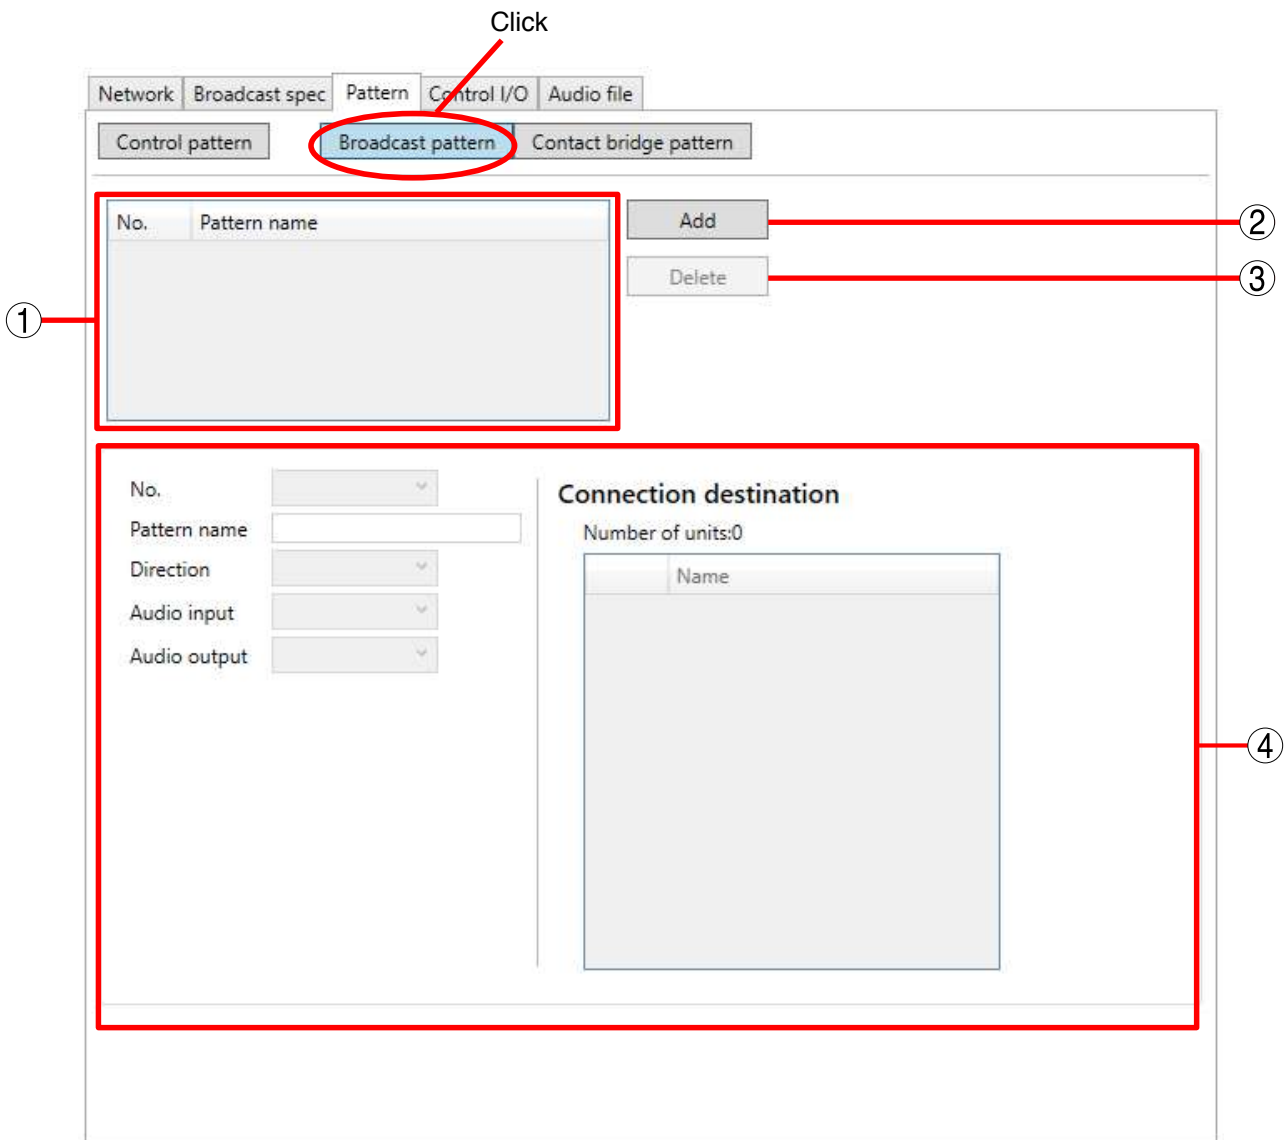 Click
Network Broadcast spec Pattern Control I/O Audio file
Control pattern Broadcast pattern Contact bridge pattern
No. Pattern name
Add
②
Delete
③
①
No.
Pattern name
Direction
Audio input
Audio output
Connection destination
Number of units:0
Name
④